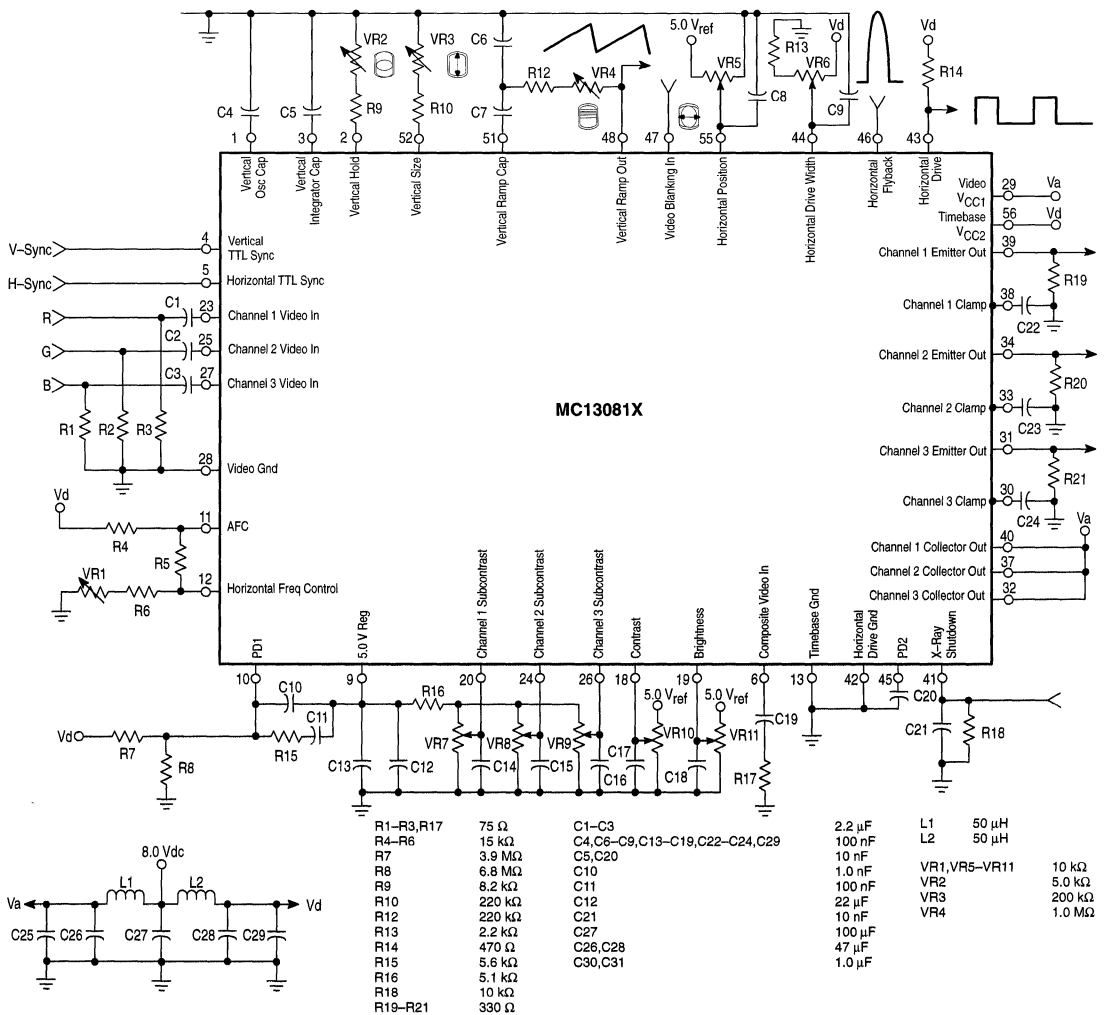 5.0 Vref
Vd
VR2
VR3
C6
R12
VR4
VR5
R13
VR6
R14
C4
C5
R9
R10
C7
C8
C9
1
3
2
52
51
48
47
55
44
46
43
Vertical Osc Cap
Vertical Integrator Cap
Vertical Hold
Vertical Size
Vertical Ramp Cap
Vertical Ramp Out
Video Blanking In
Horizontal Position
Horizontal Drive Width
Horizontal Flyback
Horizontal Drive
Vd
V–Sync
4
Vertical TTL Sync
H–Sync
5
Horizontal TTL Sync
R
C1
23
Channel 1 Video In
G
C2
25
Channel 2 Video In
B
C3
27
Channel 3 Video In
R1
R2
R3
28
Video Gnd
Vd
R4
11
AFC
R5
VR1
R6
12
Horizontal Freq Control
MC13081X
Video VCC1
29
Va
Timebase VCC2
56
Vd
Channel 1 Emitter Out
39
R19
Channel 1 Clamp
38
C22
Channel 2 Emitter Out
34
R20
Channel 2 Clamp
33
C23
Channel 3 Emitter Out
31
R21
Channel 3 Clamp
30
C24
Va
Channel 1 Collector Out
40
Channel 2 Collector Out
37
Channel 3 Collector Out
32
PD1
5.0 V Reg
Channel 1 Subcontrast
Channel 2 Subcontrast
Channel 3 Subcontrast
Contrast
Brightness
Composite Video In
Timebase Gnd
Horizontal Drive Gnd
PD2
X-Ray Shutdown
10
9
20
24
26
18
19
6
13
42
45
41
C10
C11
R16
5.0 Vref
5.0 Vref
C19
C20
C21
R18
Vd
R7
R15
R8
C13
C12
VR7
C14
VR8
C15
VR9
C16
C17
VR10
C18
VR11
R17
8.0 Vdc
L1
L2
Va
Vd
C25
C26
C27
C28
C29
R1–R3,R17 75 Ω
R4–R6 15 kΩ
R7 3.9 MΩ
R8 6.8 MΩ
R9 8.2 kΩ
R10 220 kΩ
R12 220 kΩ
R13 2.2 kΩ
R14 470 Ω
R15 5.6 kΩ
R16 5.1 kΩ
R18 10 kΩ
R19–R21 330 Ω
C1–C3 2.2 µF
C4,C6–C9,C13–C19,C22–C24,C29 100 nF
C5,C20 10 nF
C10 1.0 nF
C11 100 nF
C12 22 µF
C21 10 nF
C27 100 µF
C26,C28 47 µF
C30,C31 1.0 µF
L1 50 µH
L2 50 µH
VR1,VR5–VR11 10 kΩ
VR2 5.0 kΩ
VR3 200 kΩ
VR4 1.0 MΩ